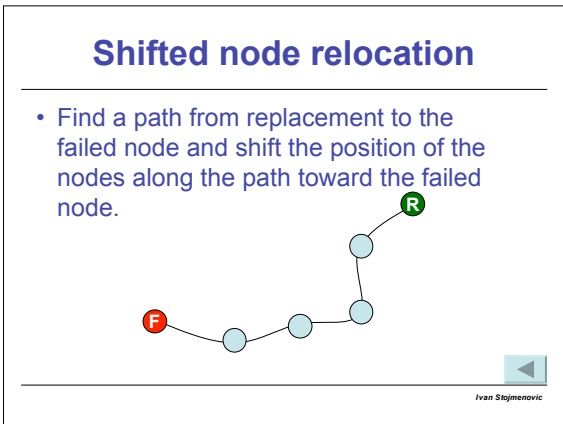 Shifted node relocation
• Find a path from replacement to the
failed node and shift the position of the
nodes along the path toward the failed
node.
R
F
Ivan Stojmenovic